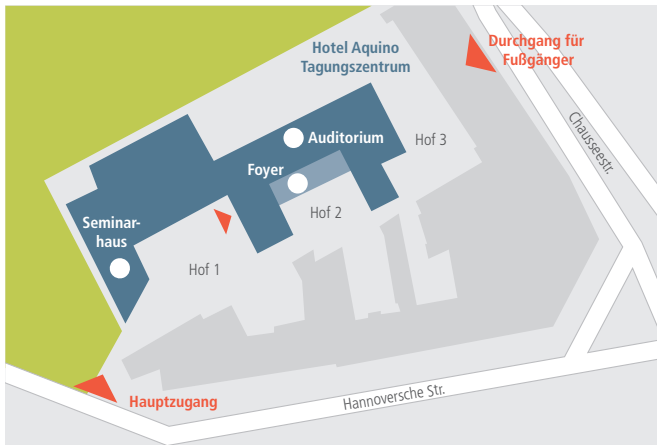 Hotel Aquino
Tagungszentrum
Durchgang für
Fußgänger
Chausseestr.
Auditorium
Hof 3
Foyer
Hof 2
Seminar-
haus
Hof 1
Hauptzugang
Hannoversche Str.